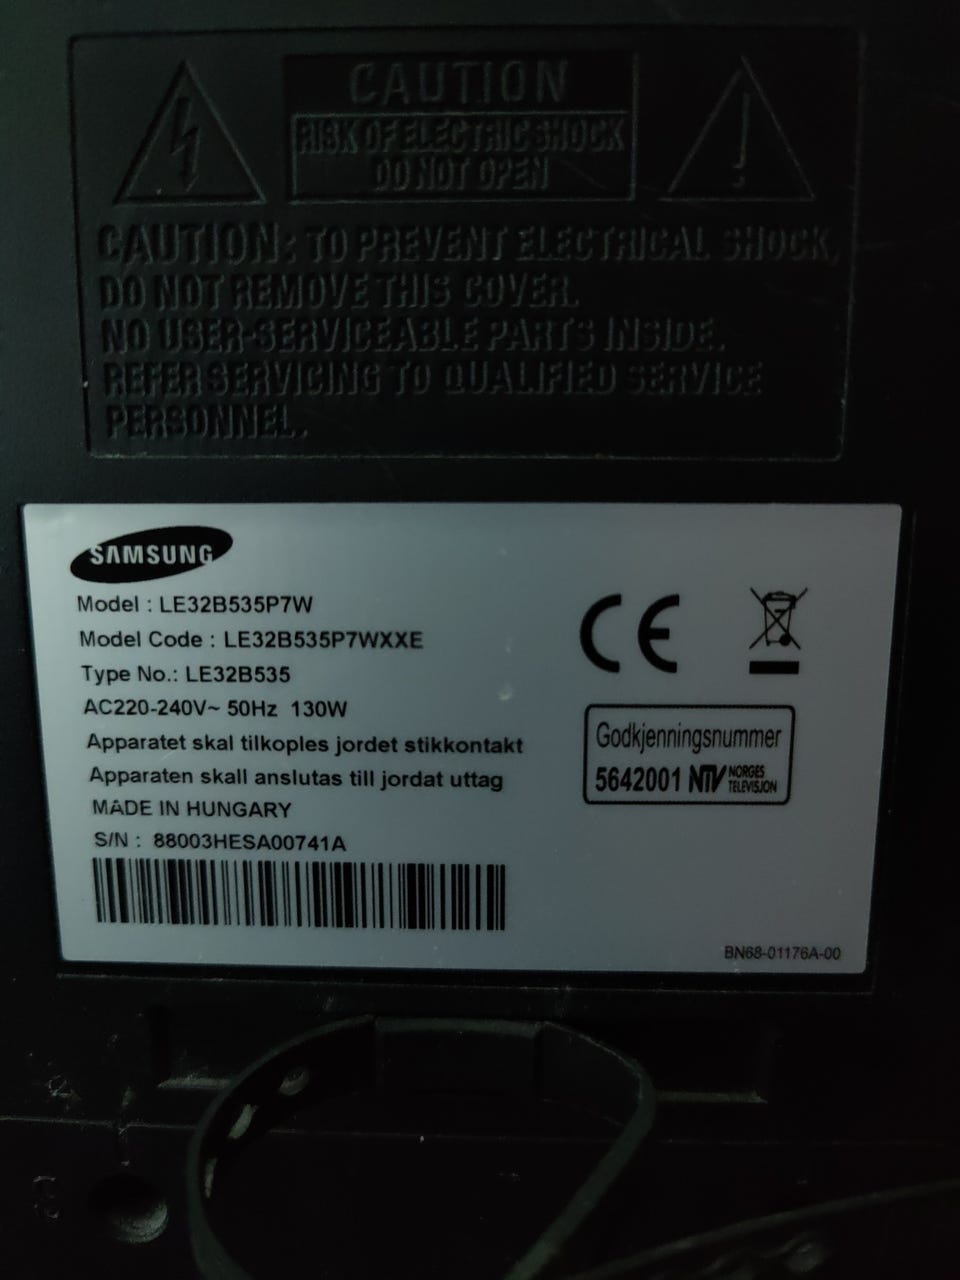 CAUTION
RISK OF ELECTRIC SHOCK
DO NOT OPEN
CAUTION: TO PREVENT ELECTRICAL SHOCK,
DO NOT REMOVE THIS COVER.
NO USER-SERVICEABLE PARTS INSIDE.
REFER SERVICING TO QUALIFIED SERVICE
PERSONNEL.
SAMSUNG
Model : LE32B535P7W
Model Code : LE32B535P7WXXE
Type No.: LE32B535
AC220-240V~ 50Hz 130W
Apparatet skal tilkoples jordet stikkontakt
Apparaten skall anslutas till jordat uttag
MADE IN HUNGARY
S/N : 88003HESA00741A
CE
Godkjenningsnummer
5642001 NTV NORGES TELEVISJON
BN68-01176A-00